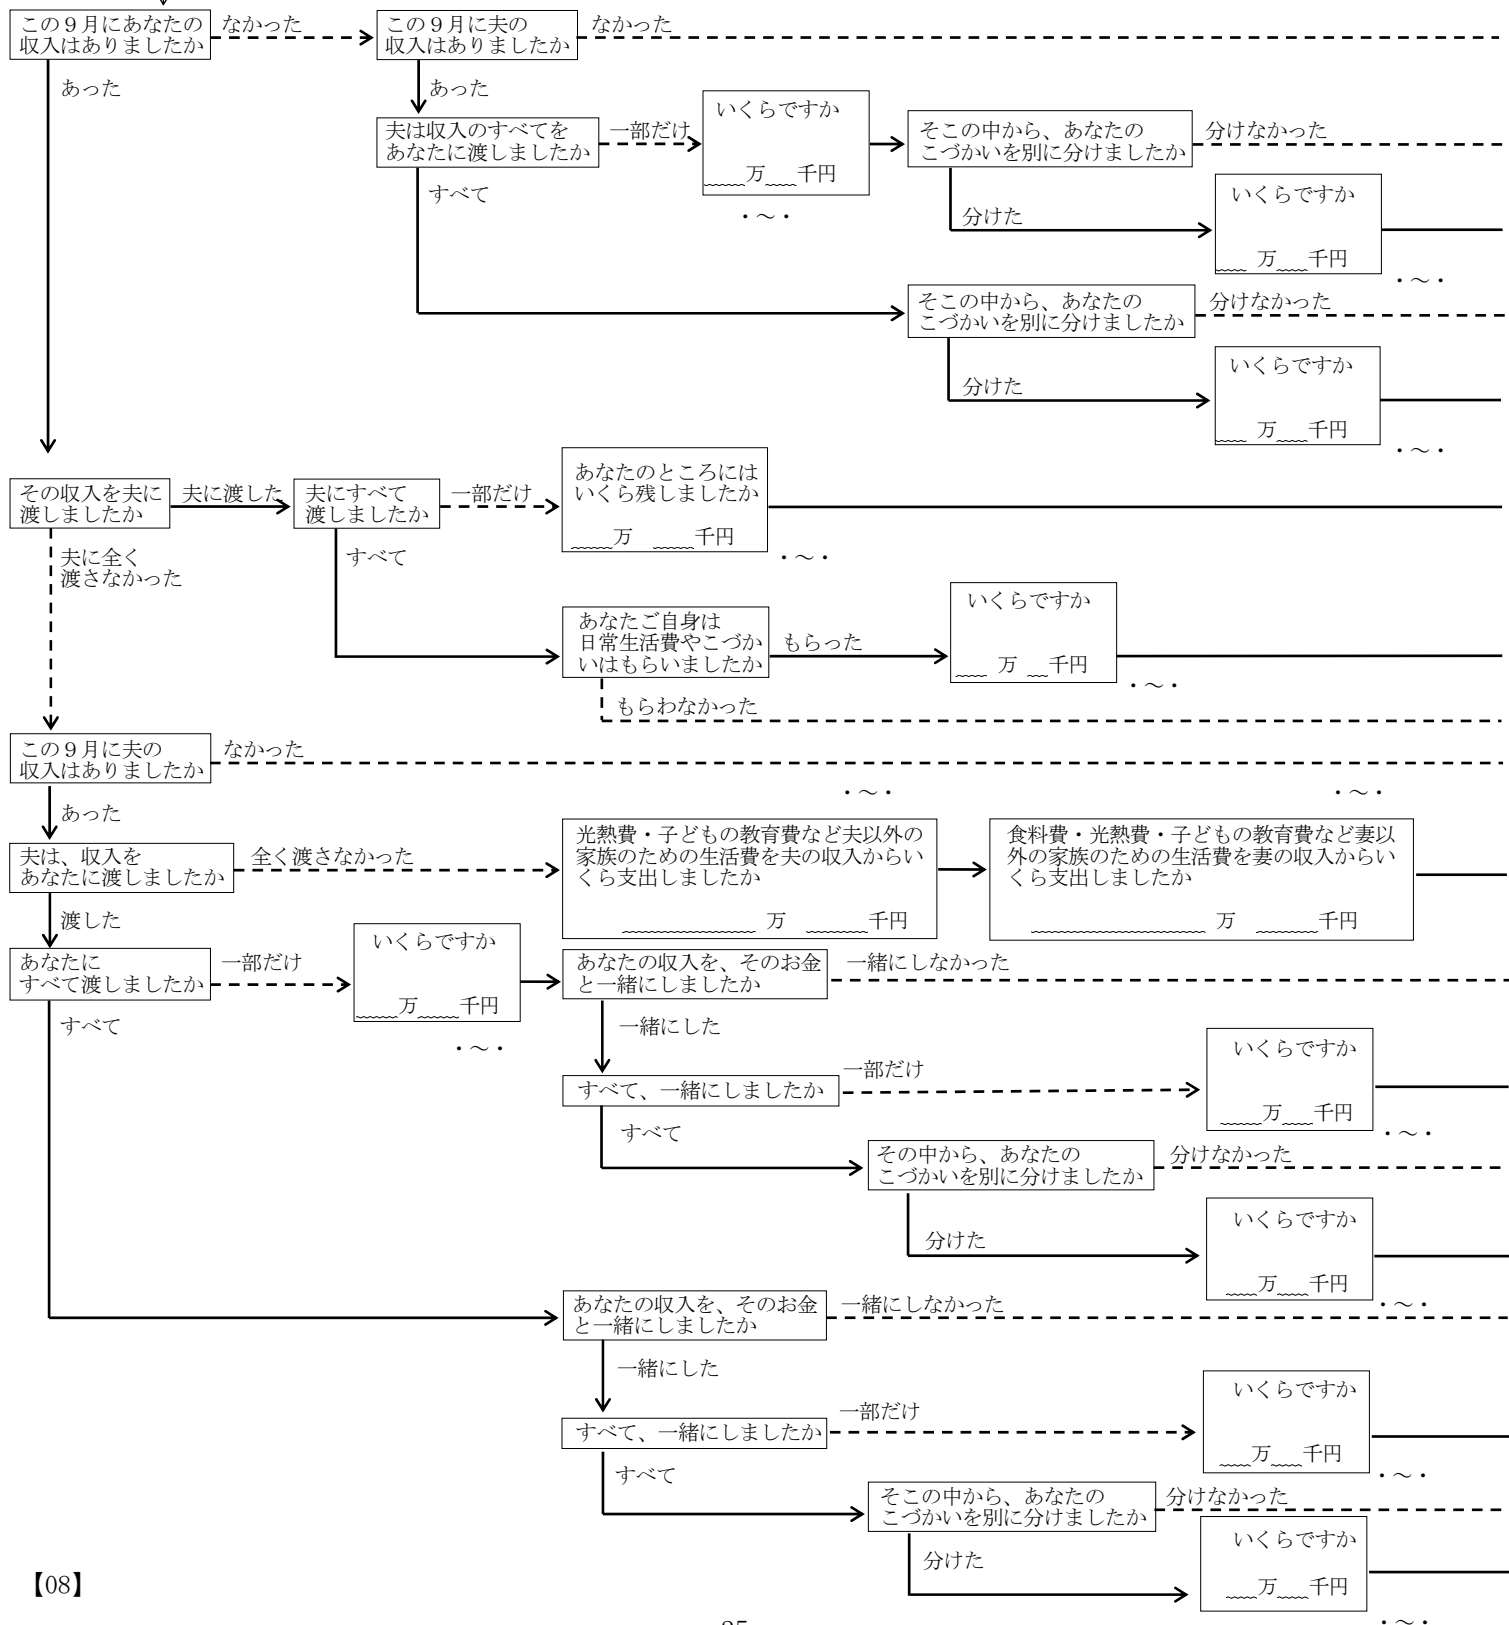 この９月にあなたの
収入はありましたか
なかった
この９月に夫の
収入はありましたか
なかった
あった
あった
夫は収入のすべてを
あなたに渡しましたか
一部だけ
いくらですか
万　千円
・～・
そこの中から、あなたの
こづかいを別に分けましたか
分けなかった
すべて
分けた
いくらですか
万　千円
・～・
そこの中から、あなたの
こづかいを別に分けましたか
分けなかった
分けた
いくらですか
万　千円
・～・
その収入を夫に
渡しましたか
夫に渡した
夫にすべて
渡しましたか
一部だけ
あなたのところには
いくら残しましたか
万　千円
・～・
夫に全く
渡さなかった
すべて
あなたご自身は
日常生活費やこづか
いはもらいましたか
もらった
いくらですか
万　千円
・～・
もらわなかった
この９月に夫の
収入はありましたか
なかった
・～・
・～・
あった
夫は、収入を
あなたに渡しましたか
全く渡さなかった
光熱費・子どもの教育費など夫以外の
家族のための生活費を夫の収入からい
くら支出しましたか
万　千円
食料費・光熱費・子どもの教育費など妻以
外の家族のための生活費を妻の収入からい
くら支出しましたか
万　千円
渡した
あなたに
すべて渡しましたか
一部だけ
いくらですか
万　千円
・～・
あなたの収入を、そのお金
と一緒にしましたか
一緒にしなかった
すべて
一緒にした
すべて、一緒にしましたか
一部だけ
いくらですか
万　千円
・～・
すべて
その中から、あなたの
こづかいを別に分けましたか
分けなかった
分けた
いくらですか
万　千円
・～・
あなたの収入を、そのお金
と一緒にしましたか
一緒にしなかった
一緒にした
すべて、一緒にしましたか
一部だけ
いくらですか
万　千円
・～・
すべて
そこの中から、あなたの
こづかいを別に分けましたか
分けなかった
分けた
いくらですか
万　千円
・～・
【08】